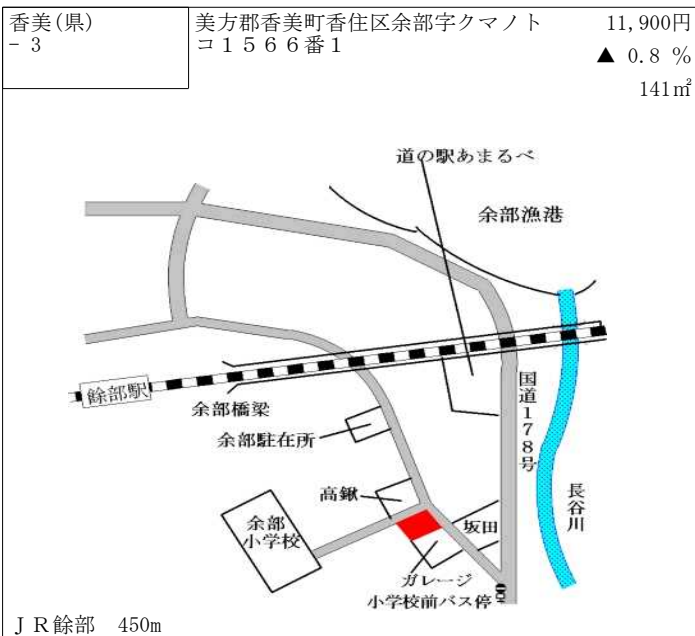 香美(県)
- 3
美方郡香美町香住区余部字クマノト
コ１５６６番１
11,900円
▲ 0.8 %
141㎡
道の駅あまるべ
余部漁港
餘部駅
余部橋梁
国道１７８号
余部駐在所
高鍬
長谷川
余部
小学校
坂田
ガレージ
小学校前バス停
ＪＲ餘部 450m